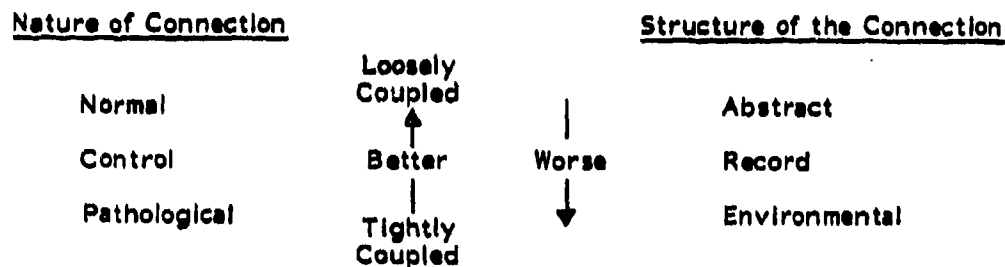 Nature of Connection Structure of the Connection
Loosely
Coupled
Normal Abstract
Control Better Worse Record
Pathological Environmental
Tightly
Coupled